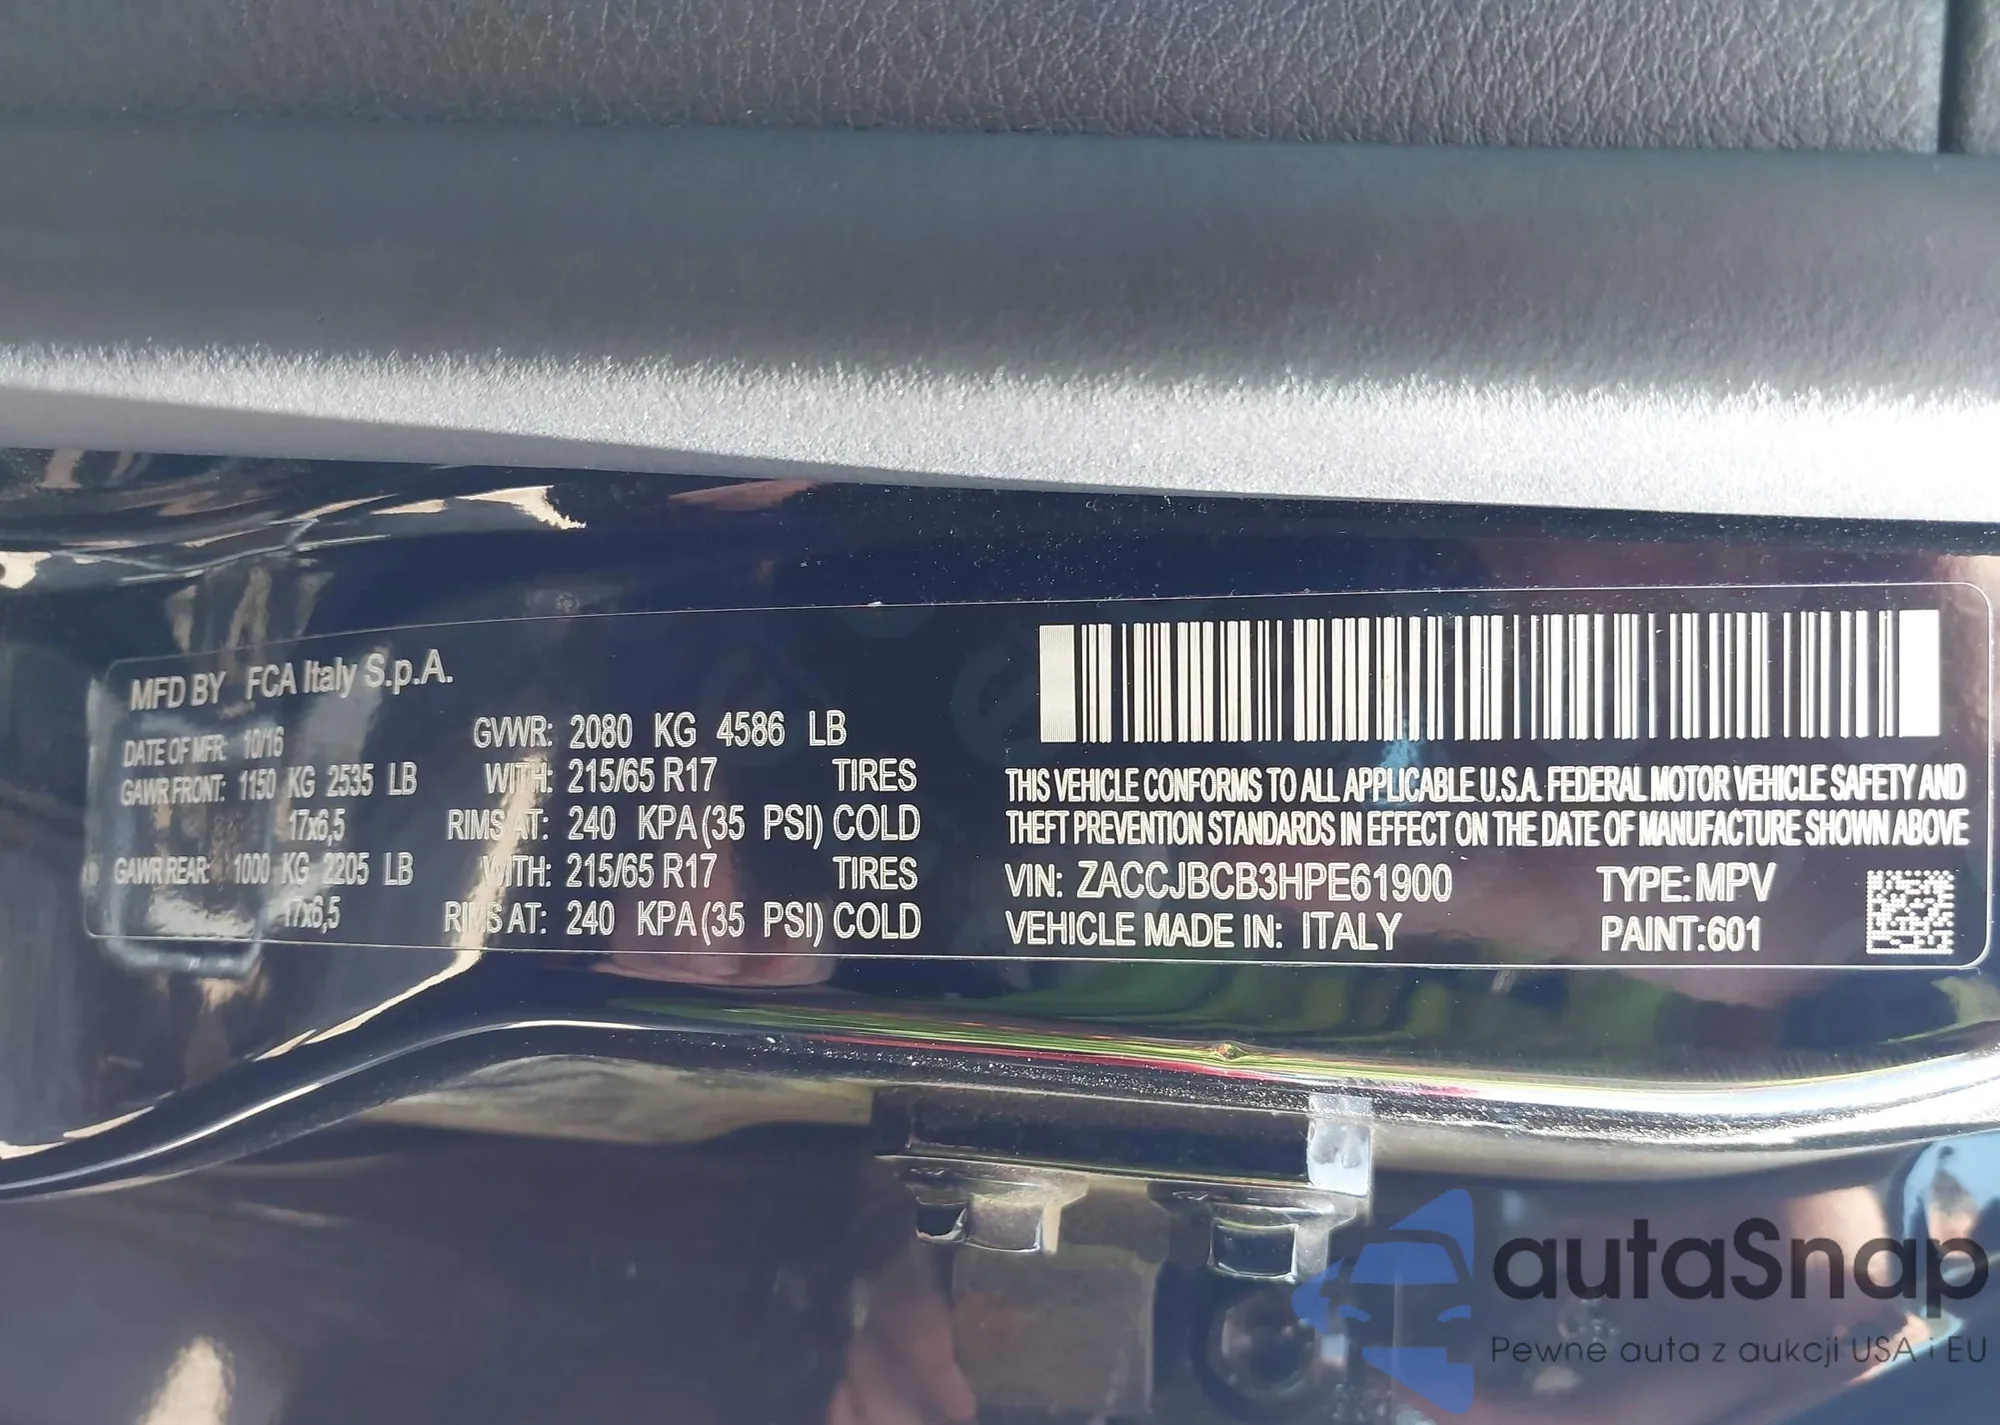 MFD BY FCA Italy S.p.A.
DATE OF MFR: 10/16 GVWR: 2080 KG 4586 LB
GAWR FRONT: 1150 KG 2535 LB WITH: 215/65 R17 TIRES
17x6,5 RIMS AT: 240 KPA (35 PSI) COLD
GAWR REAR: 1000 KG 2205 LB WITH: 215/65 R17 TIRES
17x6,5 RIMS AT: 240 KPA (35 PSI) COLD
THIS VEHICLE CONFORMS TO ALL APPLICABLE U.S.A. FEDERAL MOTOR VEHICLE SAFETY AND
THEFT PREVENTION STANDARDS IN EFFECT ON THE DATE OF MANUFACTURE SHOWN ABOVE
VIN: ZACCJBCB3HPE61900 TYPE: MPV
VEHICLE MADE IN: ITALY PAINT: 601
autaSnap
Pewne auta z aukcji USA i EU